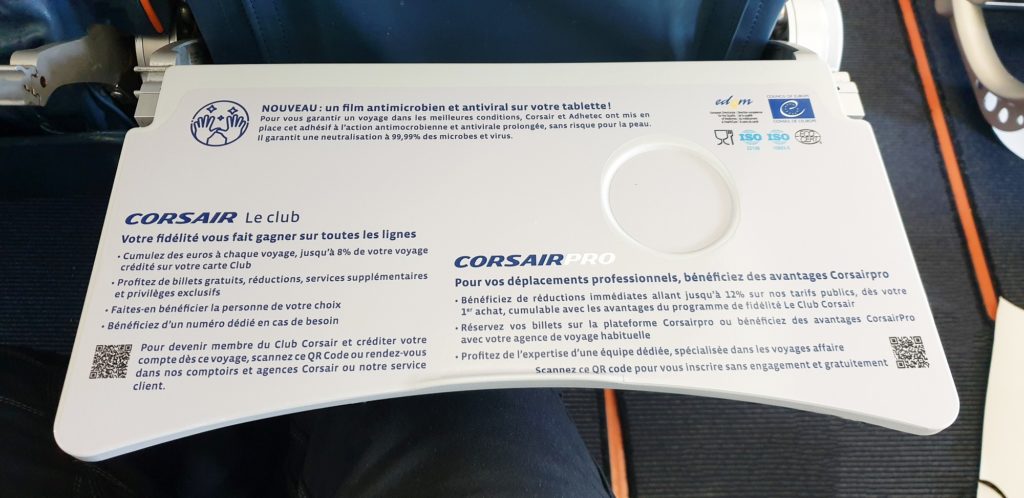 NOUVEAU : un film antimicrobien et antiviral sur votre tablette !
Pour vous garantir un voyage dans les meilleures conditions, Corsair et Adhetec ont mis en
place cet adhésif à l'action antimocrobienne et antivirale prolongée, sans risque pour la peau.
Il garantit une neutralisation à 99,99% des microbes et virus.
edqm
COUNCIL OF EUROPE
CONSEIL DE L'EUROPE
ISO
ISO
CORSAIR Le club
Votre fidélité vous fait gagner sur toutes les lignes
• Cumulez des euros à chaque voyage, jusqu'à 8% de votre voyage
crédité sur votre carte Club
• Profitez de billets gratuits, réductions, services supplémentaires
et privilèges exclusifs
• Faites-en bénéficier la personne de votre choix
• Bénéficiez d'un numéro dédié en cas de besoin
Pour devenir membre du Club Corsair et créditer votre
compte dès ce voyage, scannez ce QR Code ou rendez-vous
dans nos comptoirs et agences Corsair ou notre service
client.
CORSAIRPRO
Pour vos déplacements professionnels, bénéficiez des avantages Corsairpro
• Bénéficiez de réductions immédiates allant jusqu'à 12% sur nos tarifs publics, dès votre
1er achat, cumulable avec les avantages du programme de fidélité Le Club Corsair
• Réservez vos billets sur la plateforme Corsairpro ou bénéficiez des avantages CorsairPro
avec votre agence de voyage habituelle
• Profitez de l'expertise d'une équipe dédiée, spécialisée dans les voyages affaire
Scannez ce QR code pour vous inscrire sans engagement et gratuitement